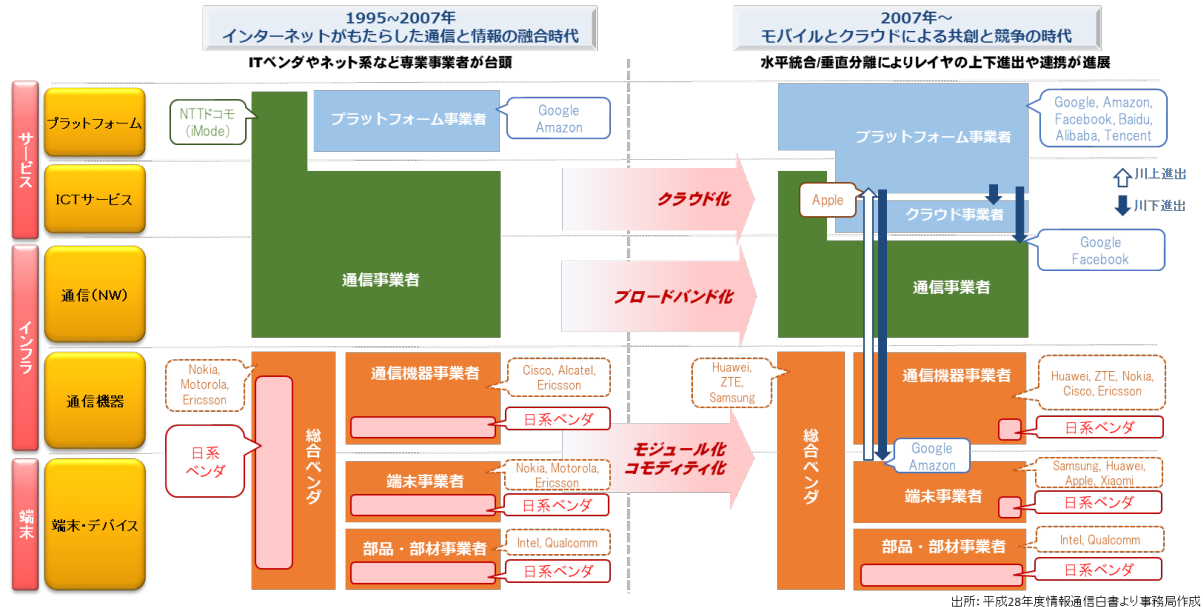 1995~2007年
インターネットがもたらした通信と情報の融合時代
ITベンダやネット系など専業事業者が台頭
2007年～
モバイルとクラウドによる共創と競争の時代
水平統合/垂直分離によりレイヤの上下進出や連携が進展
サービス
インフラ
端末
プラットフォーム
ICTサービス
通信(NW)
通信機器
端末・デバイス
NTTドコモ
(iMode)
プラットフォーム事業者
Google
Amazon
通信事業者
Nokia,
Motorola,
Ericsson
日系
ベンダ
総合ベンダ
通信機器事業者
Cisco, Alcatel,
Ericsson
日系ベンダ
端末事業者
Nokia, Motorola,
Ericsson
日系ベンダ
部品・部材事業者
Intel, Qualcomm
日系ベンダ
クラウド化
ブロードバンド化
モジュール化
コモディティ化
プラットフォーム事業者
Google, Amazon,
Facebook, Baidu,
Alibaba, Tencent
川上進出
川下進出
Apple
クラウド事業者
Google
Facebook
通信事業者
Huawei,
ZTE,
Samsung
総合ベンダ
通信機器事業者
Huawei, ZTE, Nokia,
Cisco, Ericsson
日系ベンダ
Google
Amazon
端末事業者
Samsung, Huawei,
Apple, Xiaomi
日系ベンダ
部品・部材事業者
Intel, Qualcomm
日系ベンダ
出所: 平成28年度情報通信白書より事務局作成